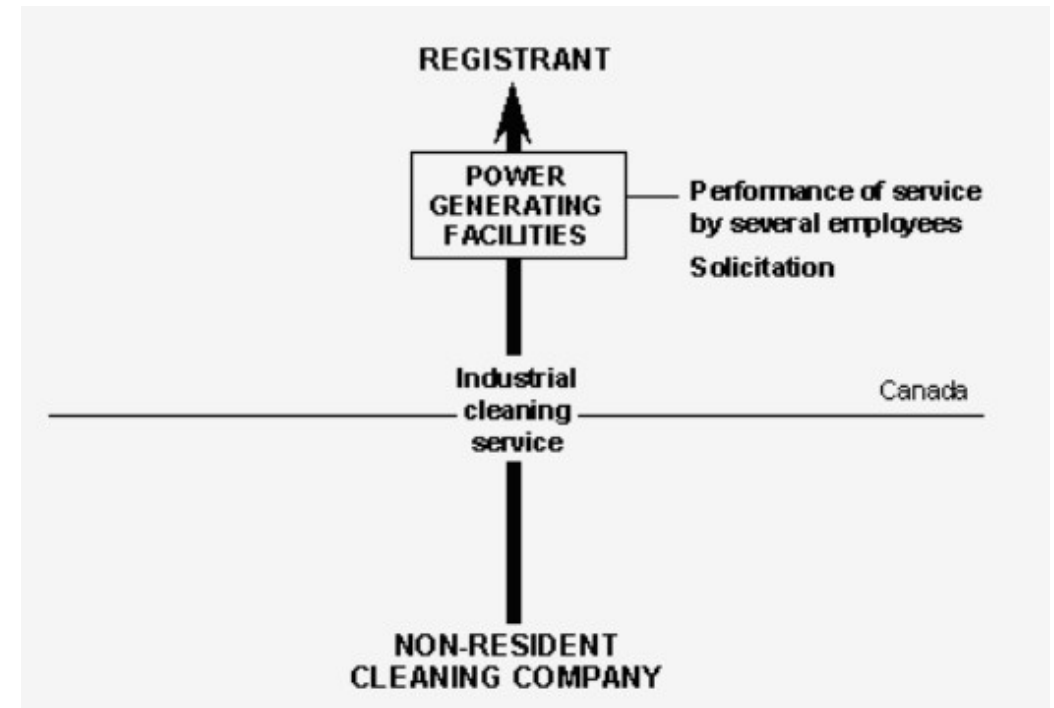 REGISTRANT
POWER
GENERATING
FACILITIES
Performance of service
by several employees
Solicitation
Industrial
cleaning
service
Canada
NON-RESIDENT
CLEANING COMPANY